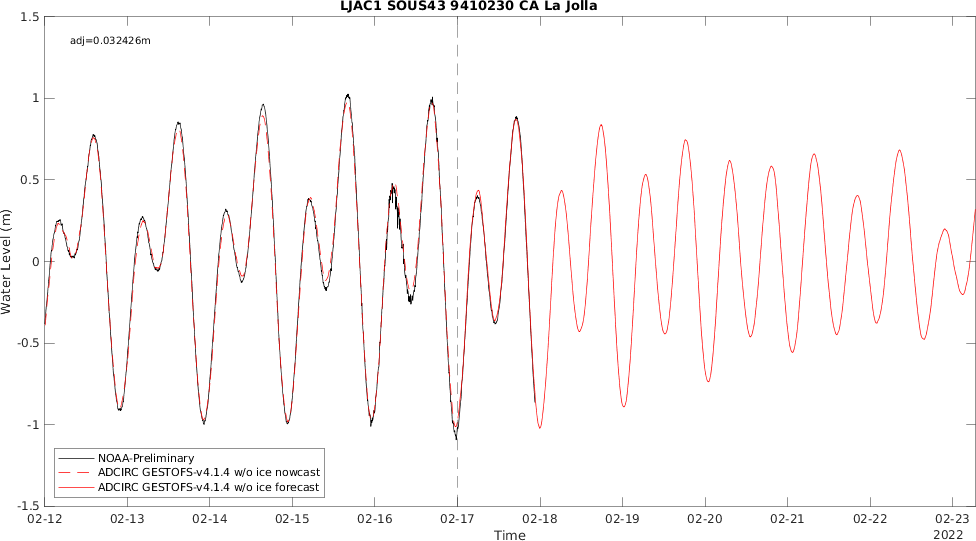 LJAC1 SOUS43 9410230 CA La Jolla
adj=0.032426m
Water Level (m)
1.5
1
0.5
0
-0.5
-1
-1.5
NOAA-Preliminary
ADCIRC GESTOFS-v4.1.4 w/o ice nowcast
ADCIRC GESTOFS-v4.1.4 w/o ice forecast
02-12 02-13 02-14 02-15 02-16 02-17 02-18 02-19 02-20 02-21 02-22 02-23
2022
Time